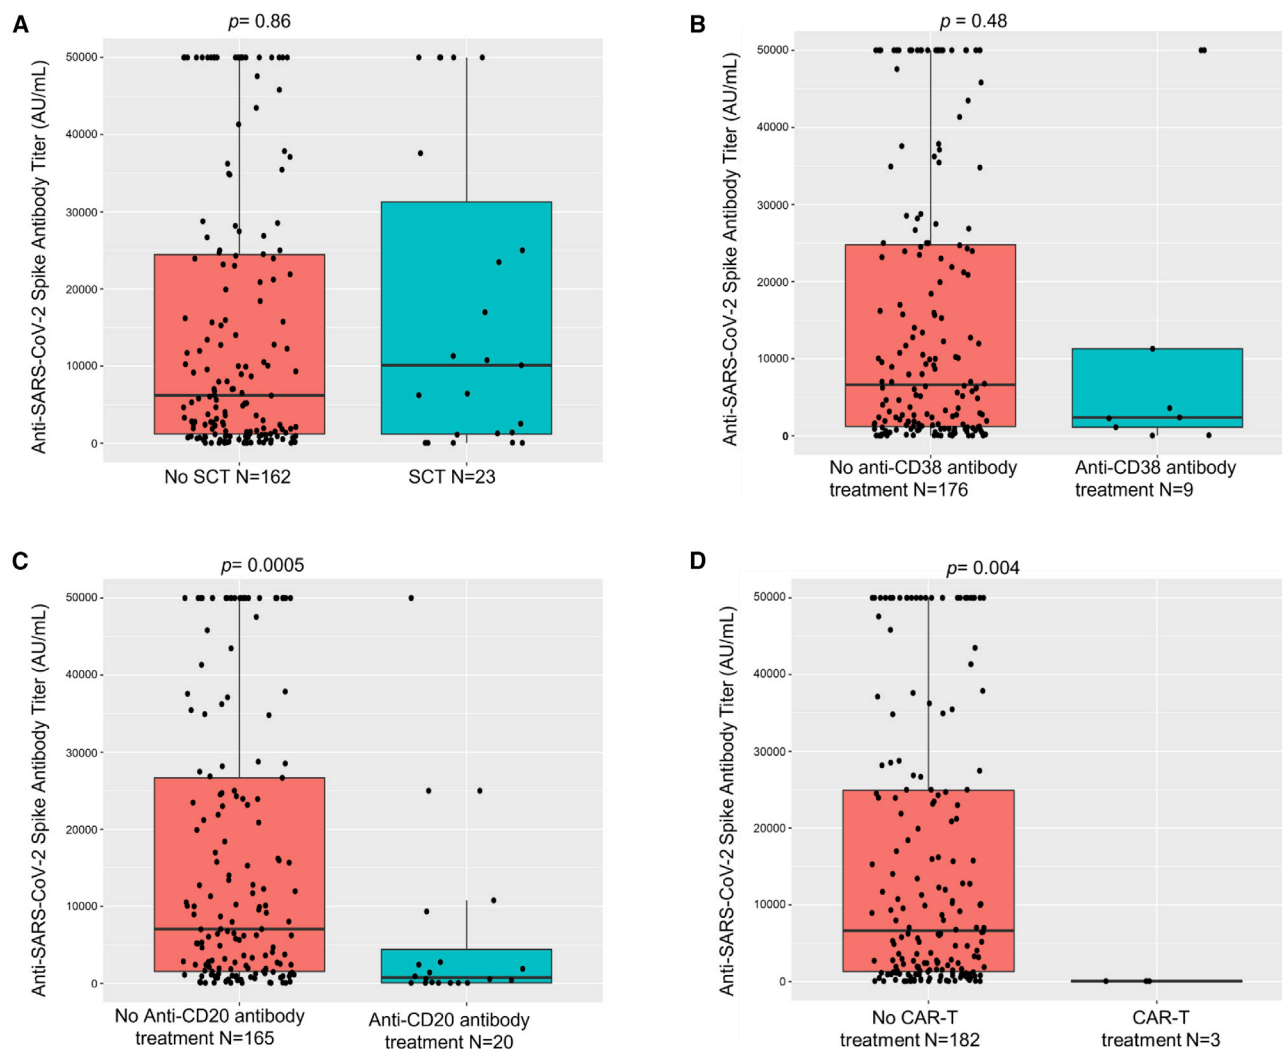 A
p= 0.86
Anti-SARS-CoV-2 Spike Antibody Titer (AU/mL)
50000
40000
30000
20000
10000
0
No SCT N=162
SCT N=23
B
p = 0.48
Anti-SARS-CoV-2 Spike Antibody Titer (AU/mL)
50000
40000
30000
20000
10000
0
No anti-CD38 antibody
treatment N=176
Anti-CD38 antibody
treatment N=9
C
p= 0.0005
Anti-SARS-CoV-2 Spike Antibody Titer (AU/mL)
50000
40000
30000
20000
10000
0
No Anti-CD20 antibody
treatment N=165
Anti-CD20 antibody
treatment N=20
D
p= 0.004
Anti-SARS-CoV-2 Spike Antibody Titer (AU/mL)
50000
40000
30000
20000
10000
0
No CAR-T
treatment N=182
CAR-T
treatment N=3